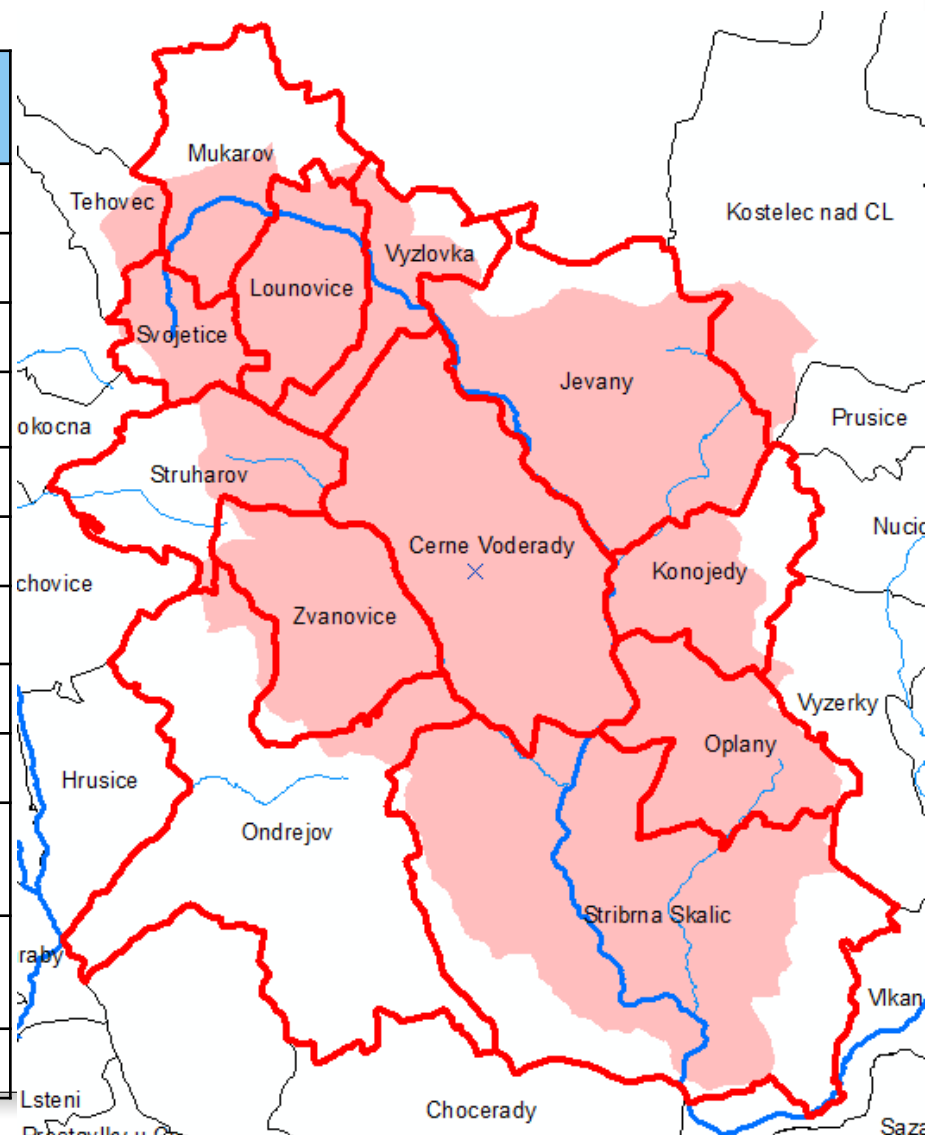 Mukarov
Tehovec
Kostelec nad CL
Vyzlovka
Lounovice
Svojetice
Jevany
Prusice
okocna
Struharov
Nucic
Cerne Voderady
Konojedy
chovice
Zvanovice
Vyzerky
Oplany
Hrusice
Ondrejov
Stribrna Skalic
raby
Vlkan
Lsteni
Chocerady
Saza